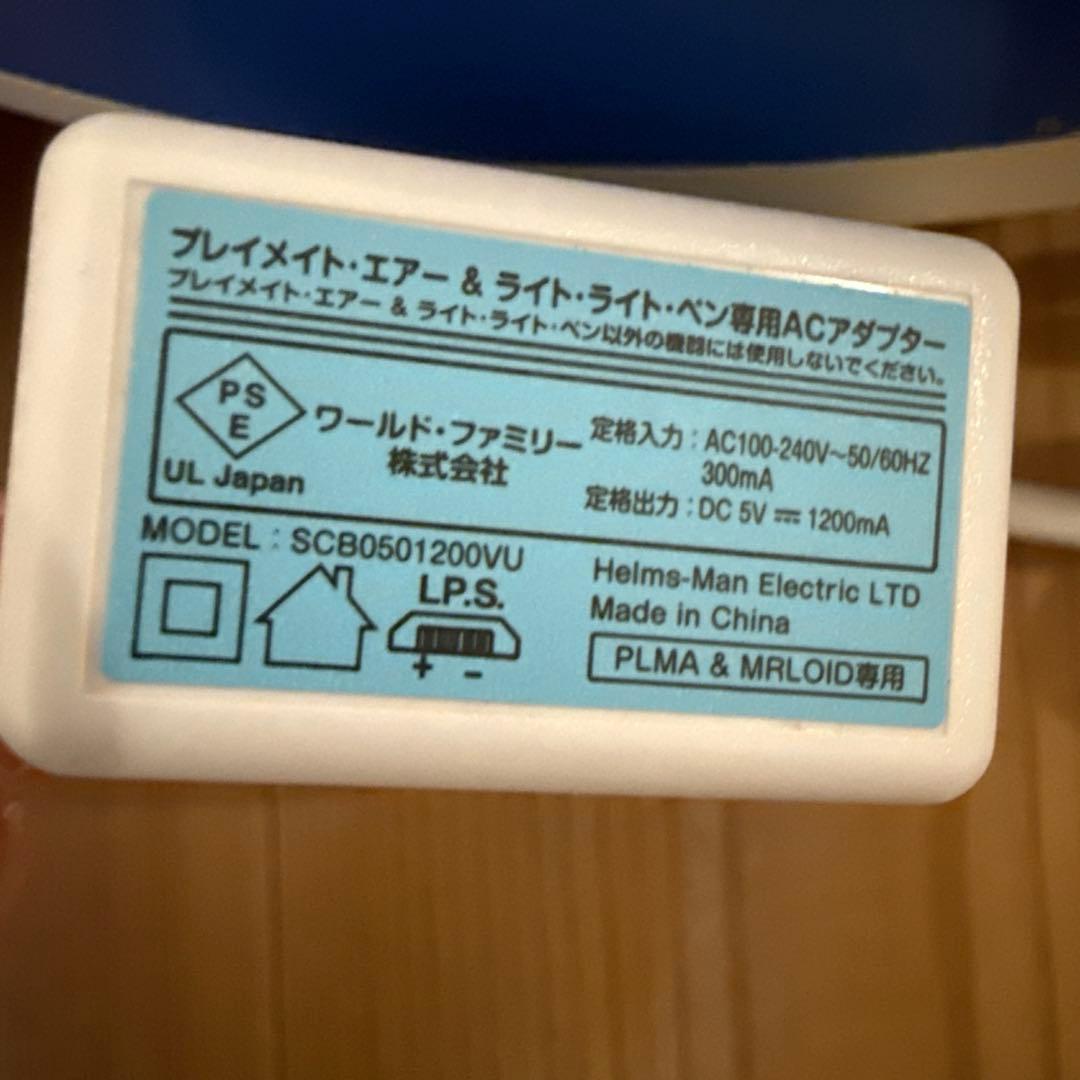 プレイメイト・エアー & ライト・ライト・ペン専用ACアダプター
プレイメイト・エアー & ライト・ライト・ペン以外の機器には使用しないでください。
PS
E
UL Japan
ワールド・ファミリー
株式会社
定格入力：AC100-240V～50/60HZ
300mA
定格出力：DC 5V ⎓ 1200mA
MODEL：SCB0501200VU
L.P.S.
+ −
Helms-Man Electric LTD
Made in China
PLMA & MRLOID専用